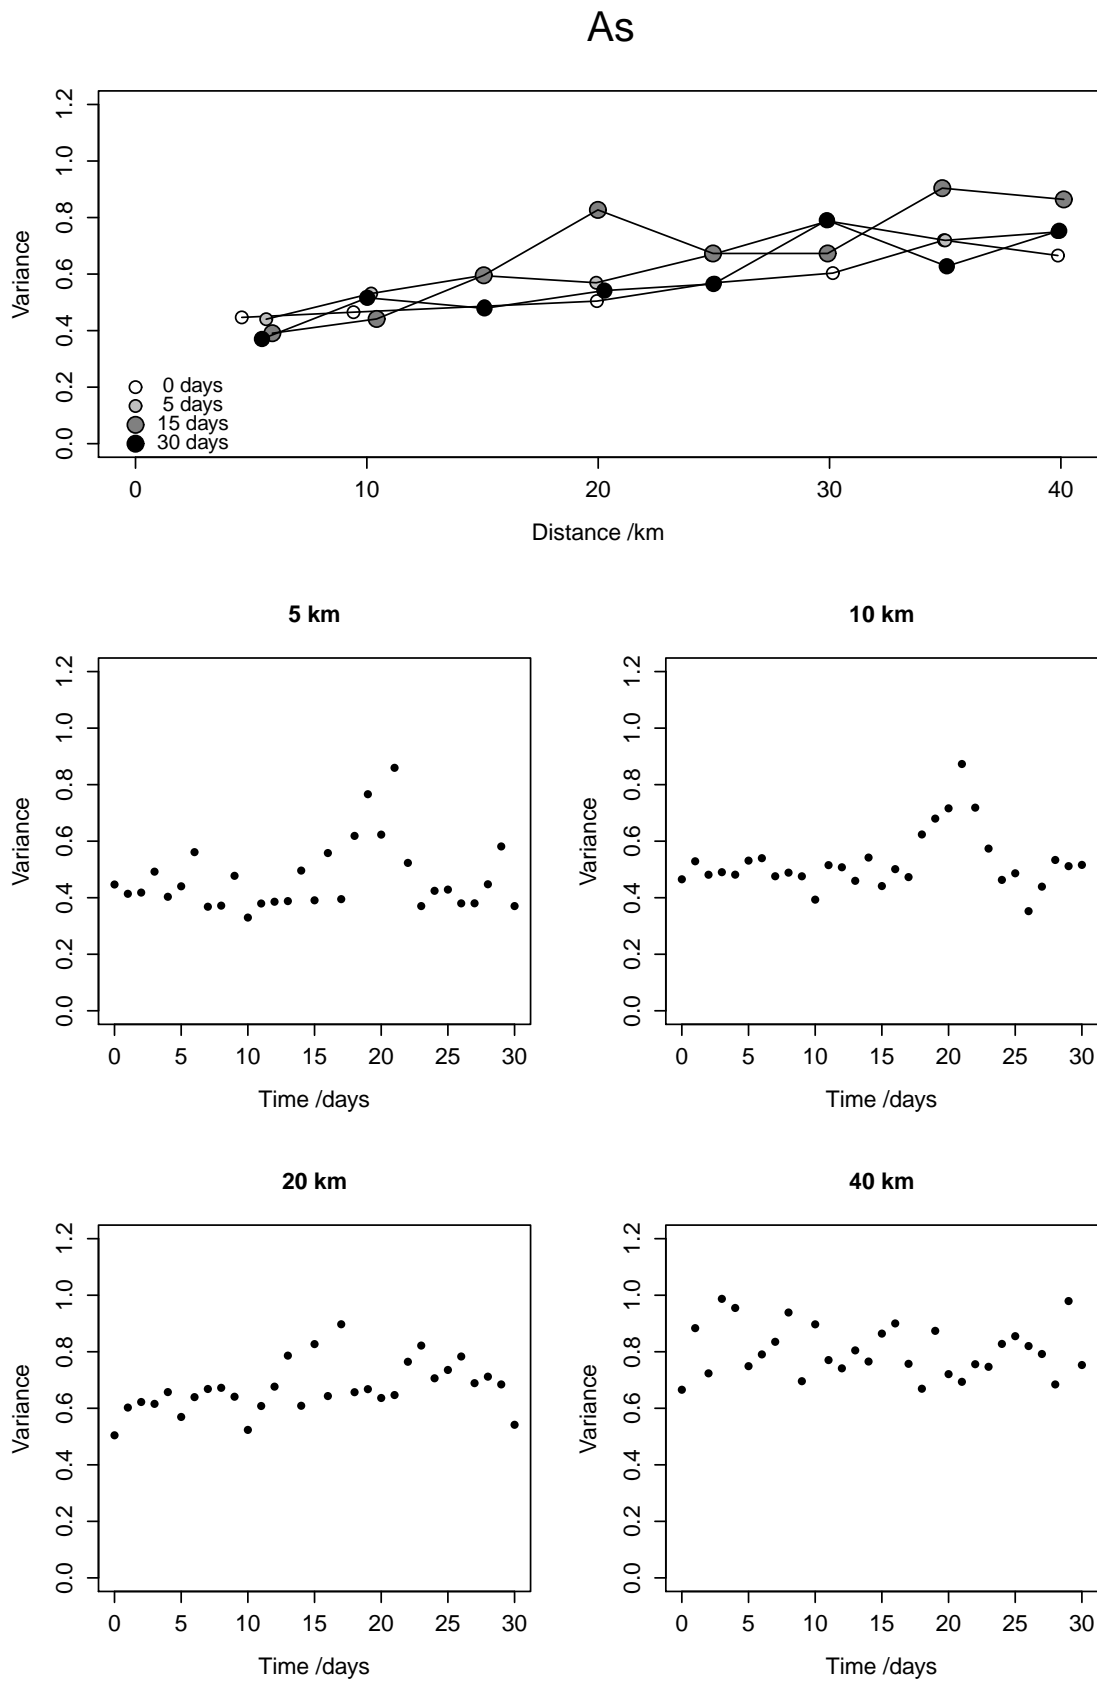 As
Variance
0.0 0.2 0.4 0.6 0.8 1.0 1.2
0 days
5 days
15 days
30 days
0 10 20 30 40
Distance /km
5 km
Variance
0.0 0.2 0.4 0.6 0.8 1.0 1.2
0 5 10 15 20 25 30
Time /days
10 km
Variance
0.0 0.2 0.4 0.6 0.8 1.0 1.2
0 5 10 15 20 25 30
Time /days
20 km
Variance
0.0 0.2 0.4 0.6 0.8 1.0 1.2
0 5 10 15 20 25 30
Time /days
40 km
Variance
0.0 0.2 0.4 0.6 0.8 1.0 1.2
0 5 10 15 20 25 30
Time /days